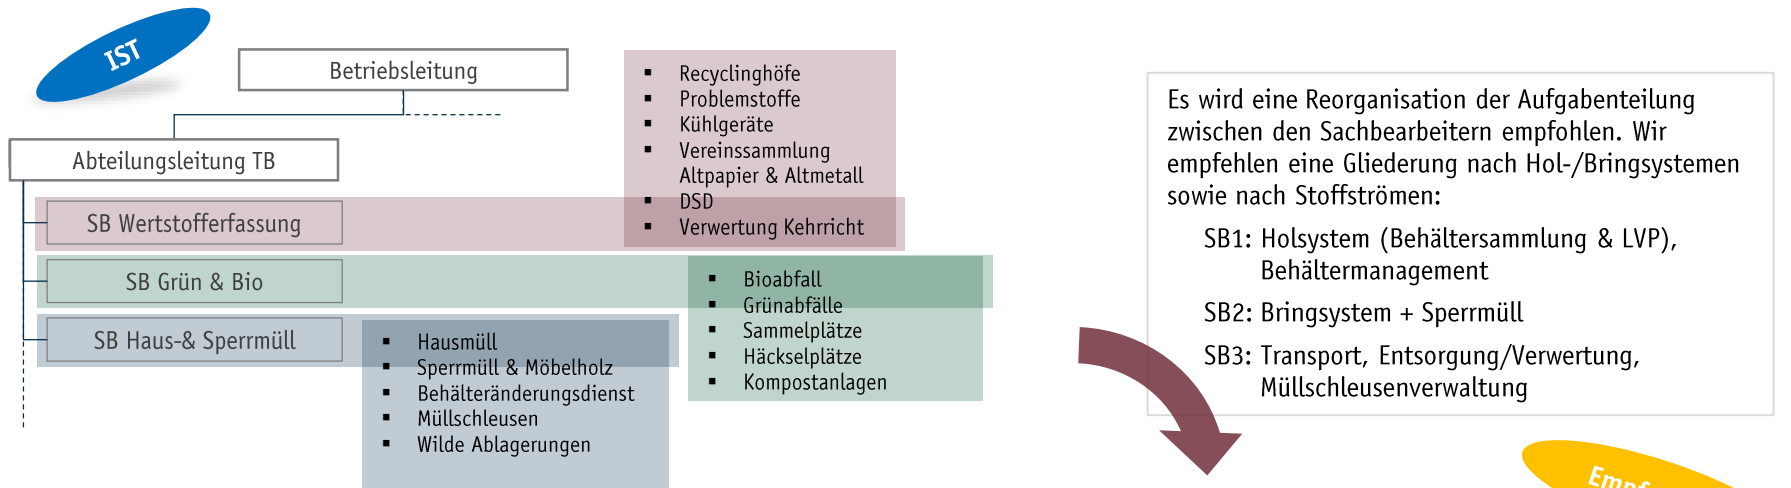 IST
Betriebsleitung
Abteilungsleitung TB
SB Wertstofferfassung
SB Grün & Bio
SB Haus-& Sperrmüll
▪ Recyclinghöfe
▪ Problemstoffe
▪ Kühlgeräte
▪ Vereinssammlung
Altpapier & Altmetall
▪ DSD
▪ Verwertung Kehrricht
▪ Bioabfall
▪ Grünabfälle
▪ Sammelplätze
▪ Häckselplätze
▪ Kompostanlagen
▪ Hausmüll
▪ Sperrmüll & Möbelholz
▪ Behälteränderungsdienst
▪ Müllschleusen
▪ Wilde Ablagerungen
Es wird eine Reorganisation der Aufgabenteilung
zwischen den Sachbearbeitern empfohlen. Wir
empfehlen eine Gliederung nach Hol-/Bringsystemen
sowie nach Stoffströmen:
SB1: Holsystem (Behältersammlung & LVP),
Behältermanagement
SB2: Bringsystem + Sperrmüll
SB3: Transport, Entsorgung/Verwertung,
Müllschleusenverwaltung